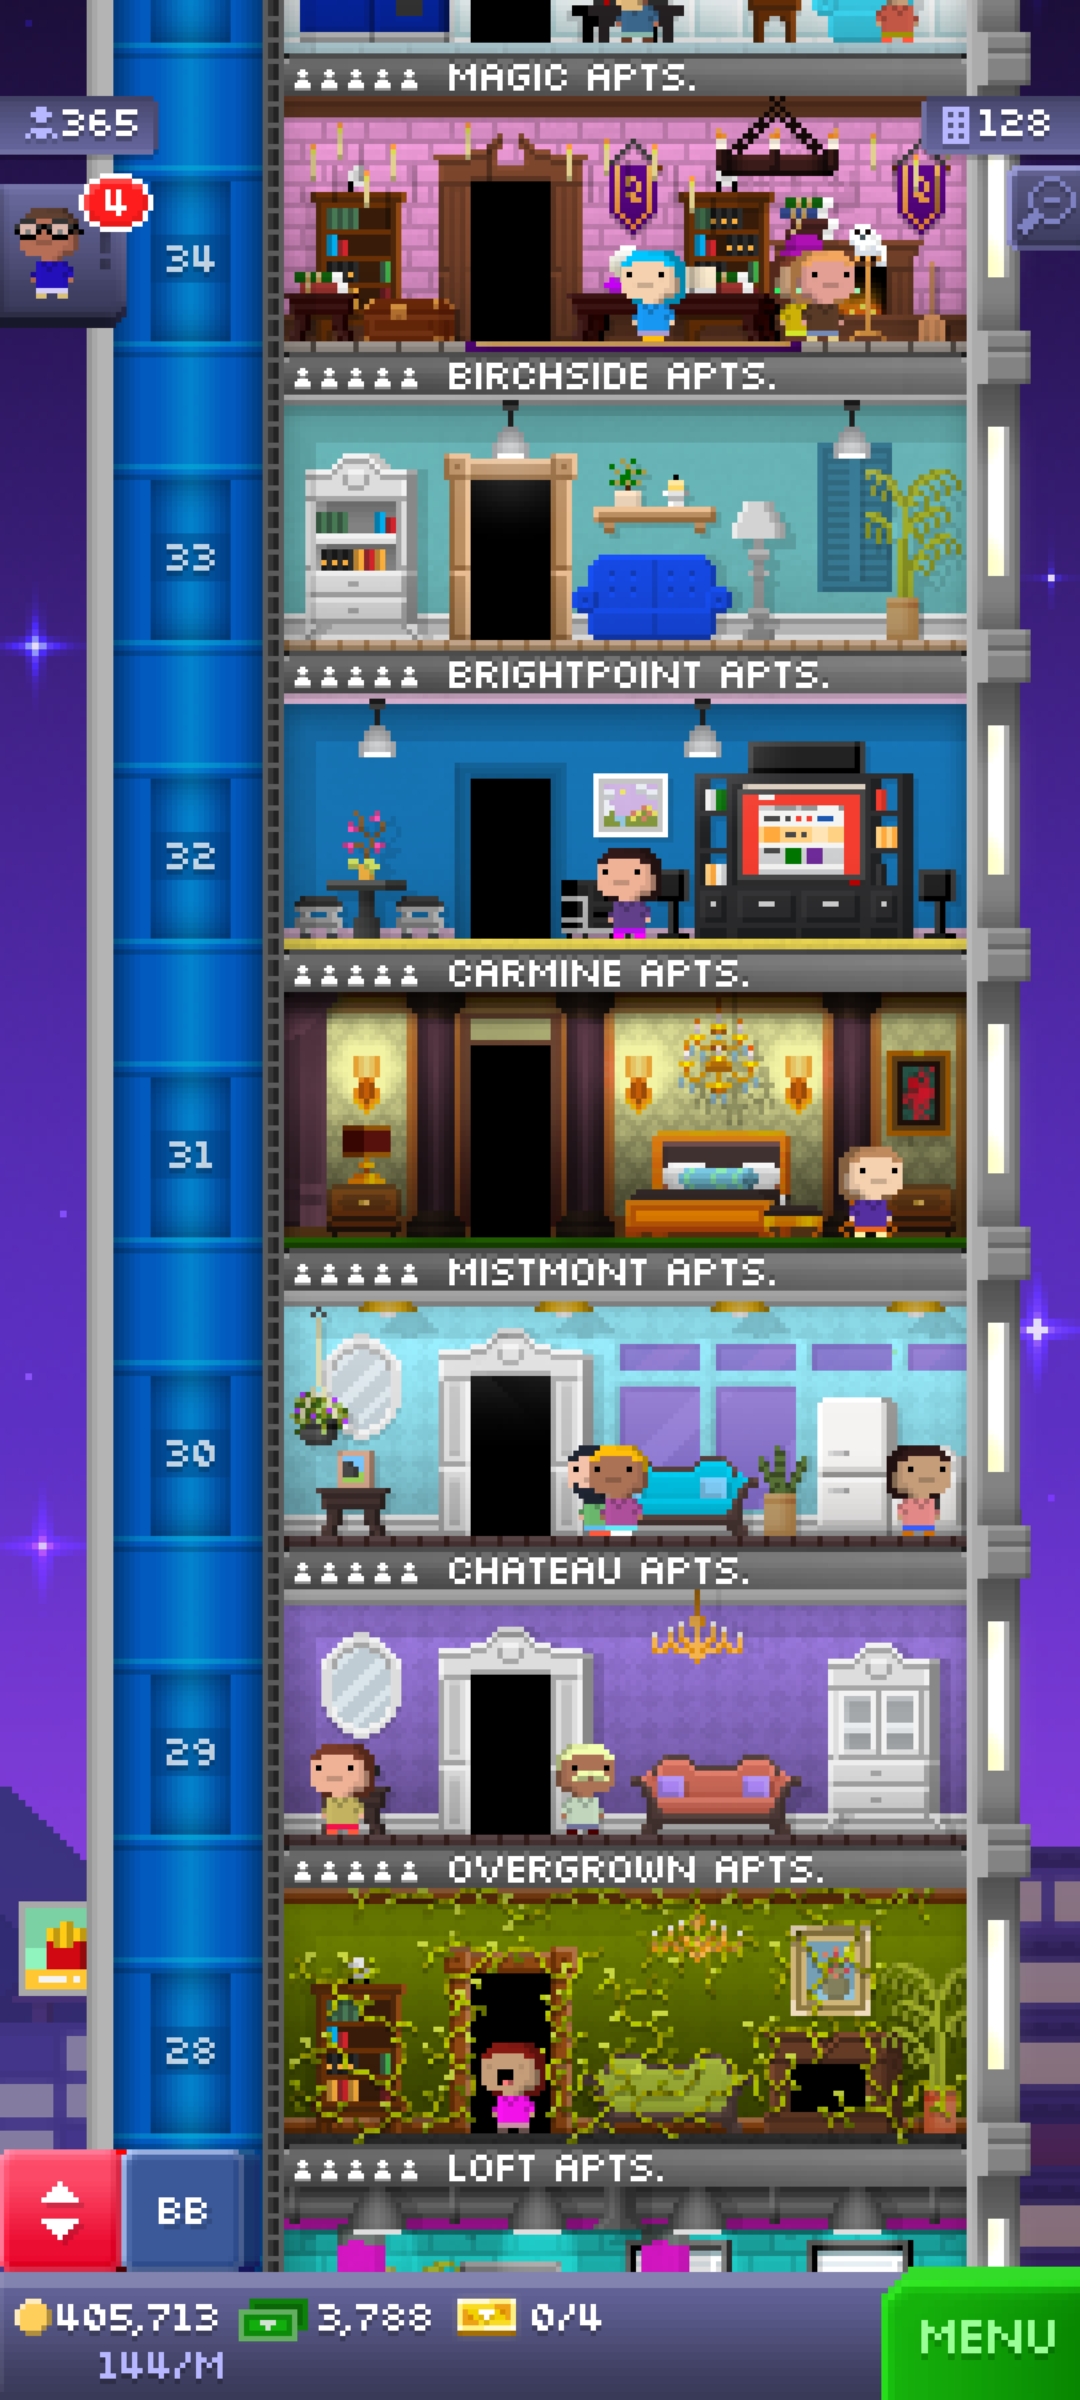 MAGIC APTS.
365
128
4
34
BIRCHSIDE APTS.
33
BRIGHTPOINT APTS.
32
CARMINE APTS.
31
MISTMONT APTS.
30
CHATEAU APTS.
29
OVERGROWN APTS.
28
LOFT APTS.
BB
405,713 3,788 0/4
144/M
MENU